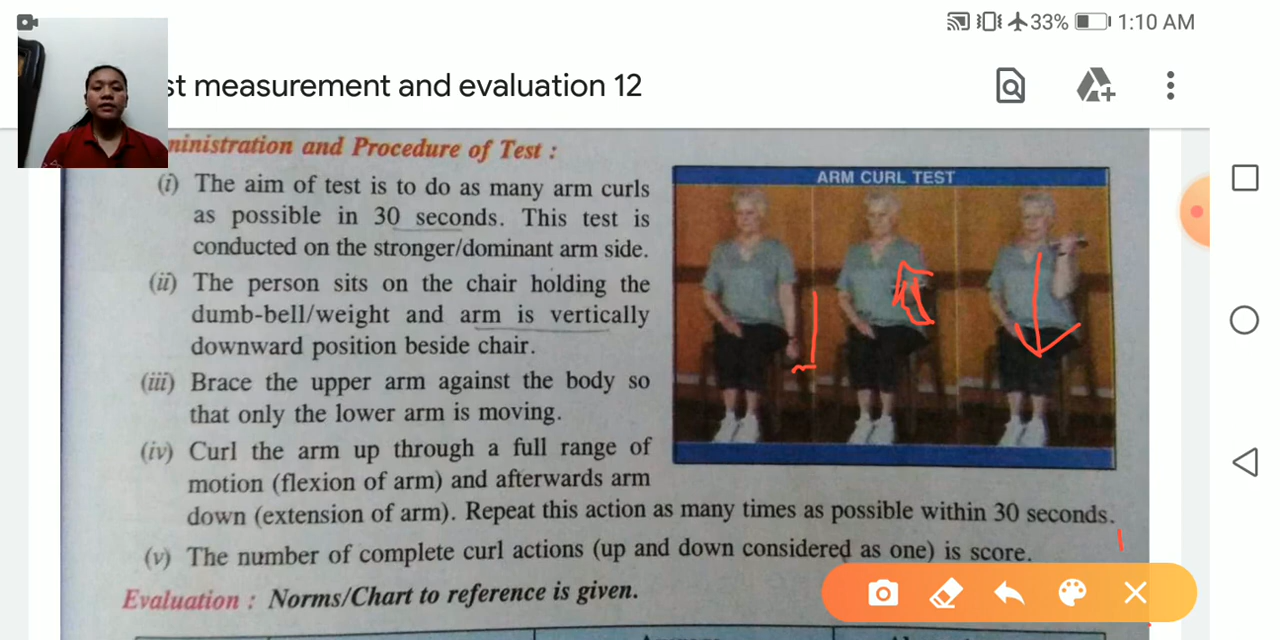 33% 1:10 AM
st measurement and evaluation 12
ninistration and Procedure of Test :
(i) The aim of test is to do as many arm curls
as possible in 30 seconds. This test is
conducted on the stronger/dominant arm side.
(ii) The person sits on the chair holding the
dumb-bell/weight and arm is vertically
downward position beside chair.
(iii) Brace the upper arm against the body so
that only the lower arm is moving.
(iv) Curl the arm up through a full range of
motion (flexion of arm) and afterwards arm
down (extension of arm). Repeat this action as many times as possible within 30 seconds.
(v) The number of complete curl actions (up and down considered as one) is score.
Evaluation : Norms/Chart to reference is given.
ARM CURL TEST